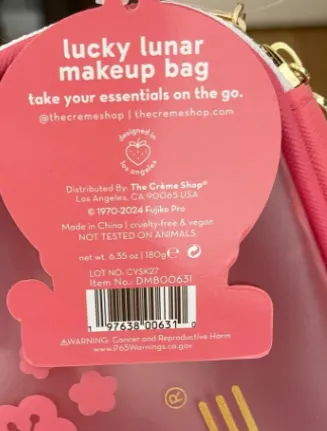 lucky lunar
makeup bag
take your essentials on the go.
@thecremeshop | thecremeshop.com
designed in
los angeles
Distributed By: The Crème Shop®
Los Angeles, CA 90065 USA
© 1970-2024 Fujiko Pro
Made in China | cruelty-free & vegan
NOT TESTED ON ANIMALS
net wt. 6.35 oz | 180g℮
LOT NO: CYSK27
Item No.: DMB00631
1 97638 00631 0
⚠WARNING: Cancer and Reproductive Harm
www.P65Warnings.ca.gov
®